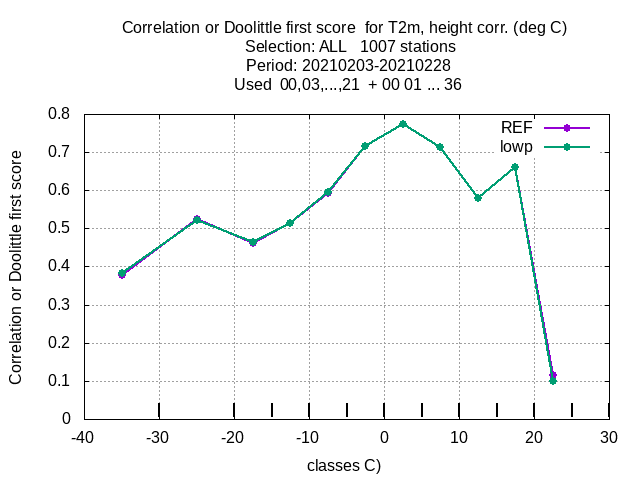 Correlation or Doolittle first score  for T2m, height corr. (deg C)
Selection: ALL   1007 stations
Period: 20210203-20210228
Used  00,03,...,21  + 00 01 ... 36
REF
lowp
Correlation or Doolittle first score
0.8
0.7
0.6
0.5
0.4
0.3
0.2
0.1
0
-40 -30 -20 -10 0 10 20 30
classes C)